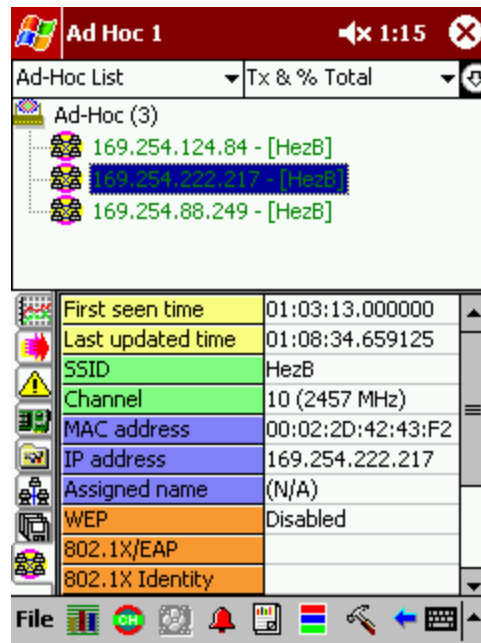 Ad Hoc 1 1:15
Ad-Hoc List Tx & % Total
Ad-Hoc (3)
169.254.124.84 - [HezB]
169.254.222.217 - [HezB]
169.254.88.249 - [HezB]
First seen time 01:03:13.000000
Last updated time 01:08:34.659125
SSID HezB
Channel 10 (2457 MHz)
MAC address 00:02:2D:42:43:F2
IP address 169.254.222.217
Assigned name (N/A)
WEP Disabled
802.1X/EAP
802.1X Identity
File CH